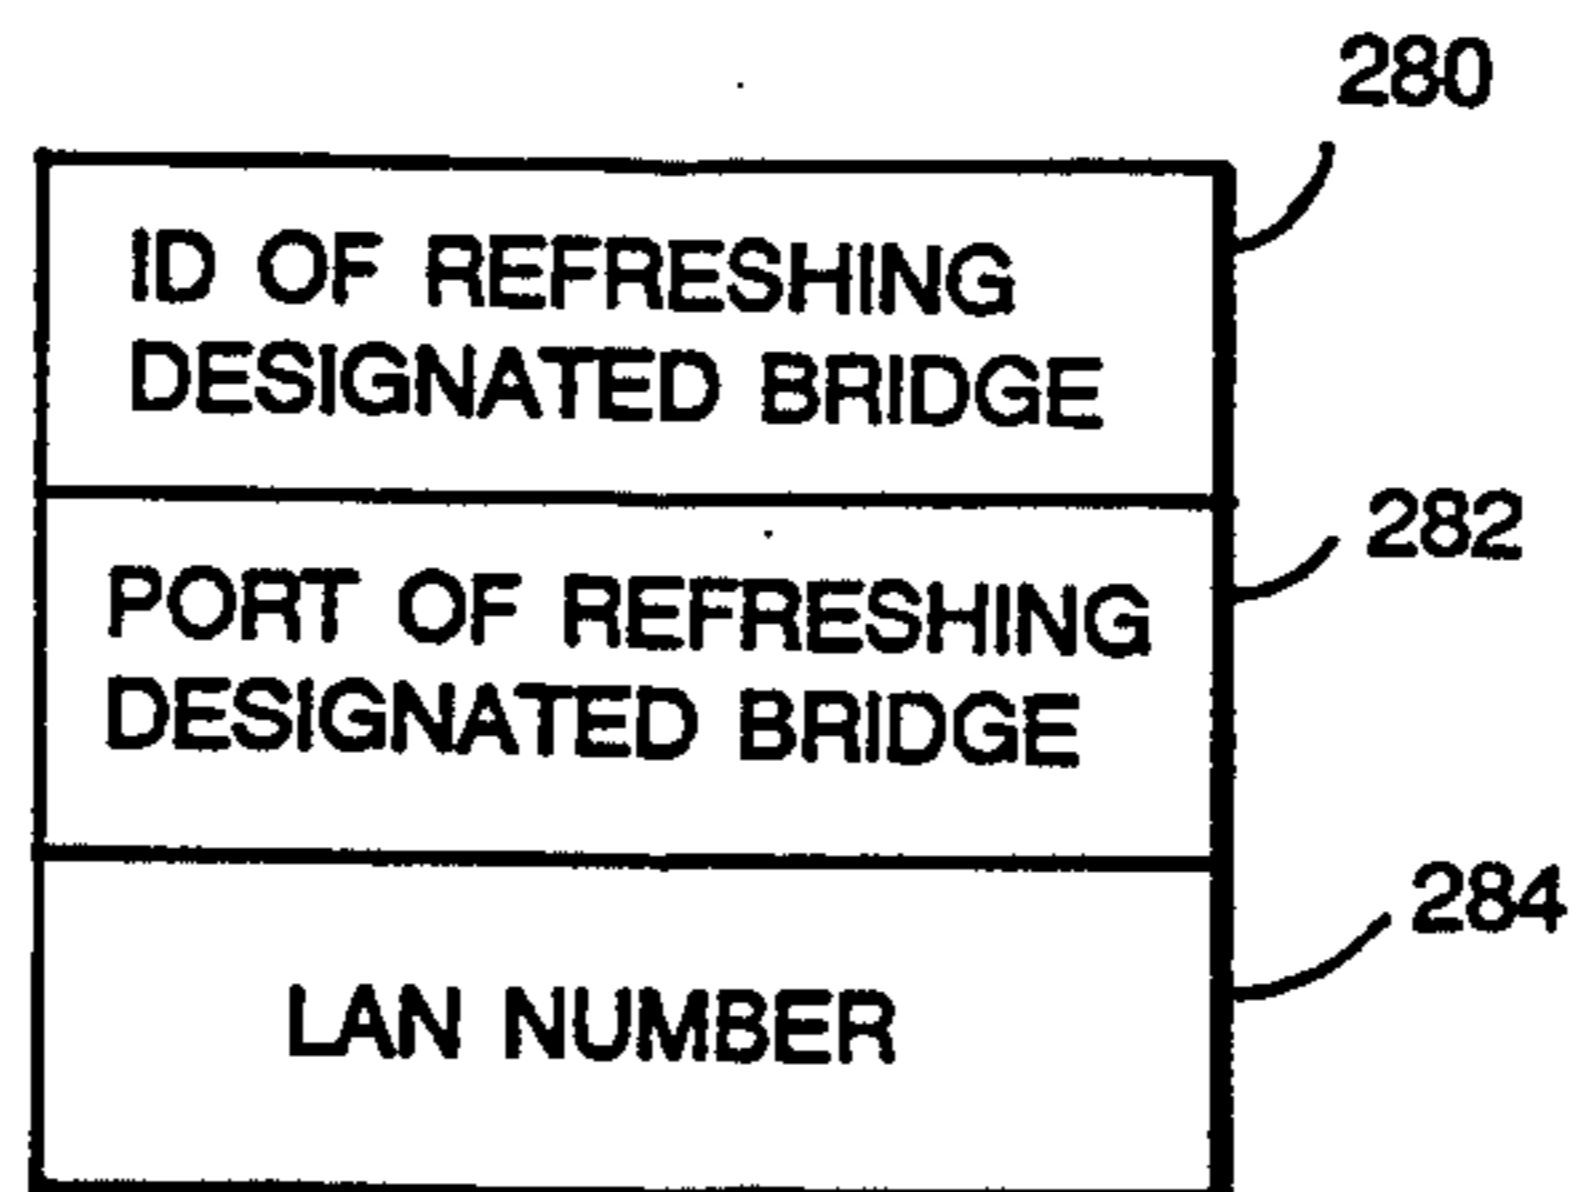 280
ID OF REFRESHING
DESIGNATED BRIDGE
282
PORT OF REFRESHING
DESIGNATED BRIDGE
284
LAN NUMBER